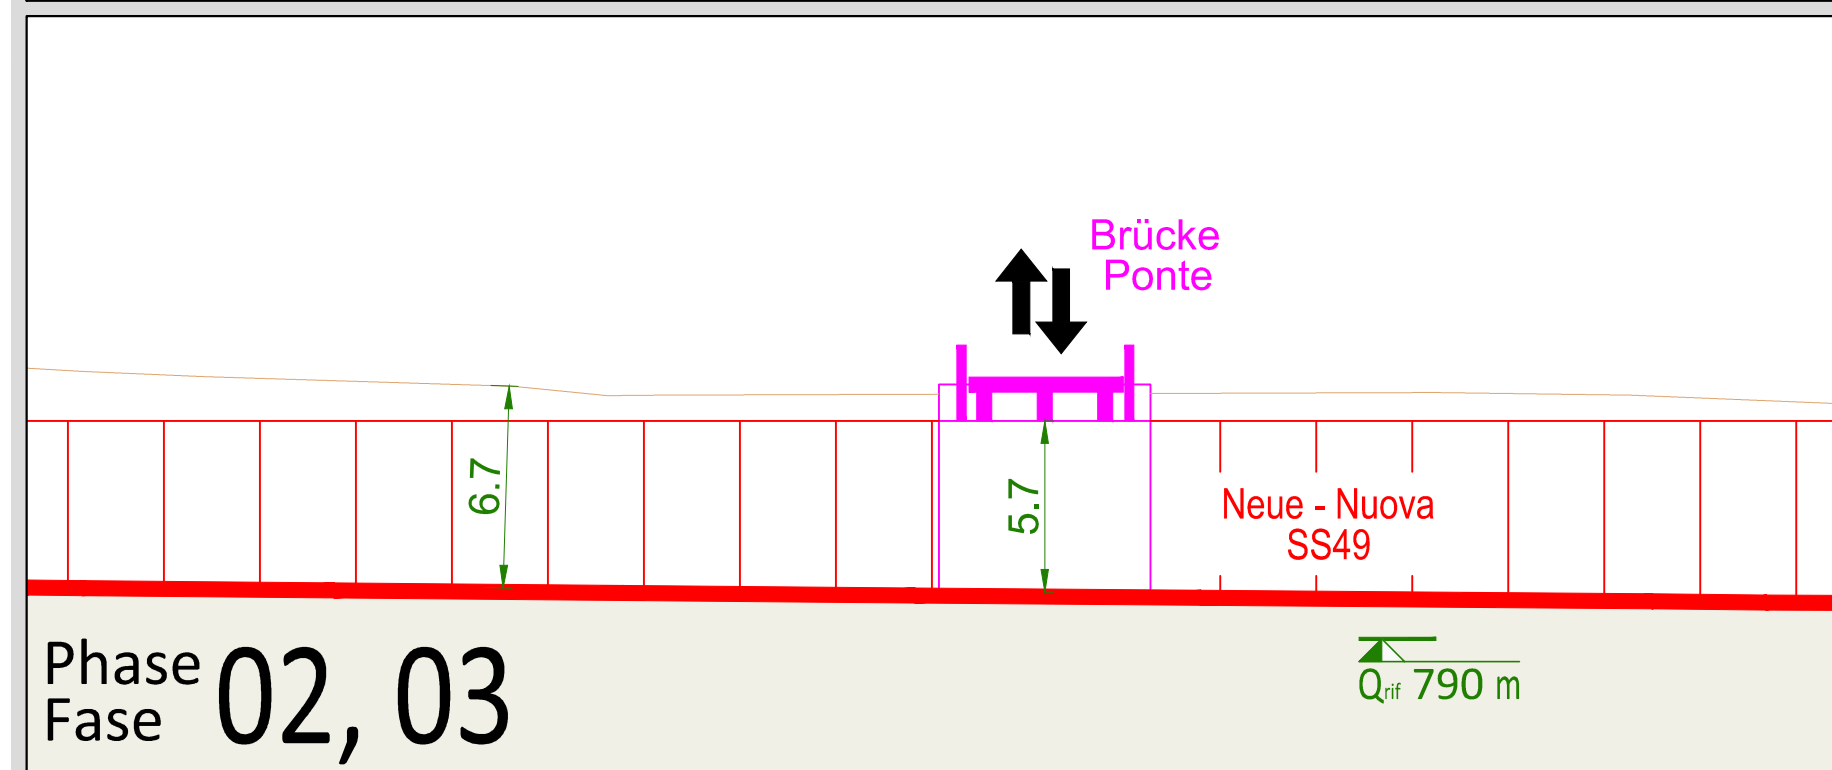 Brücke
Ponte
6.7
5.7
Neue - Nuova
SS49
Phase
Fase
02, 03
Qrif 790 m